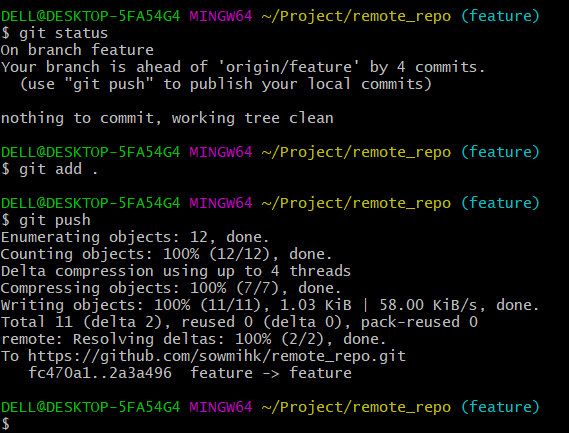 DELL@DESKTOP-5FA54G4 MINGW64 ~/Project/remote_repo (feature)
$ git status
On branch feature
Your branch is ahead of 'origin/feature' by 4 commits.
  (use "git push" to publish your local commits)

nothing to commit, working tree clean

DELL@DESKTOP-5FA54G4 MINGW64 ~/Project/remote_repo (feature)
$ git add .

DELL@DESKTOP-5FA54G4 MINGW64 ~/Project/remote_repo (feature)
$ git push
Enumerating objects: 12, done.
Counting objects: 100% (12/12), done.
Delta compression using up to 4 threads
Compressing objects: 100% (7/7), done.
Writing objects: 100% (11/11), 1.03 KiB | 58.00 KiB/s, done.
Total 11 (delta 2), reused 0 (delta 0), pack-reused 0
remote: Resolving deltas: 100% (2/2), done.
To https://github.com/sowmihk/remote_repo.git
   fc470a1..2a3a496  feature -> feature

DELL@DESKTOP-5FA54G4 MINGW64 ~/Project/remote_repo (feature)
$